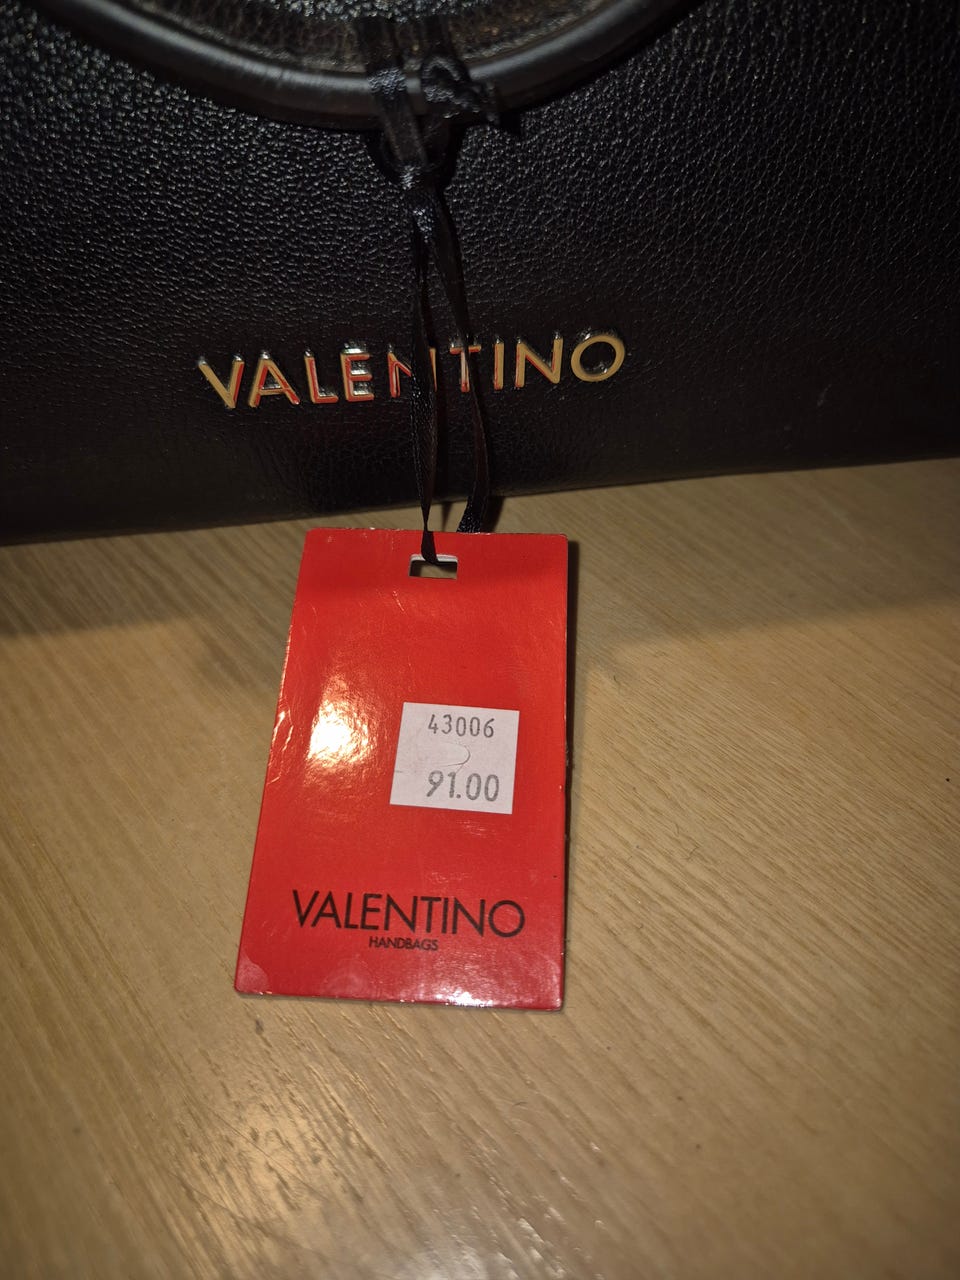 VALENTINO
43006
91.00
VALENTINO
HANDBAGS